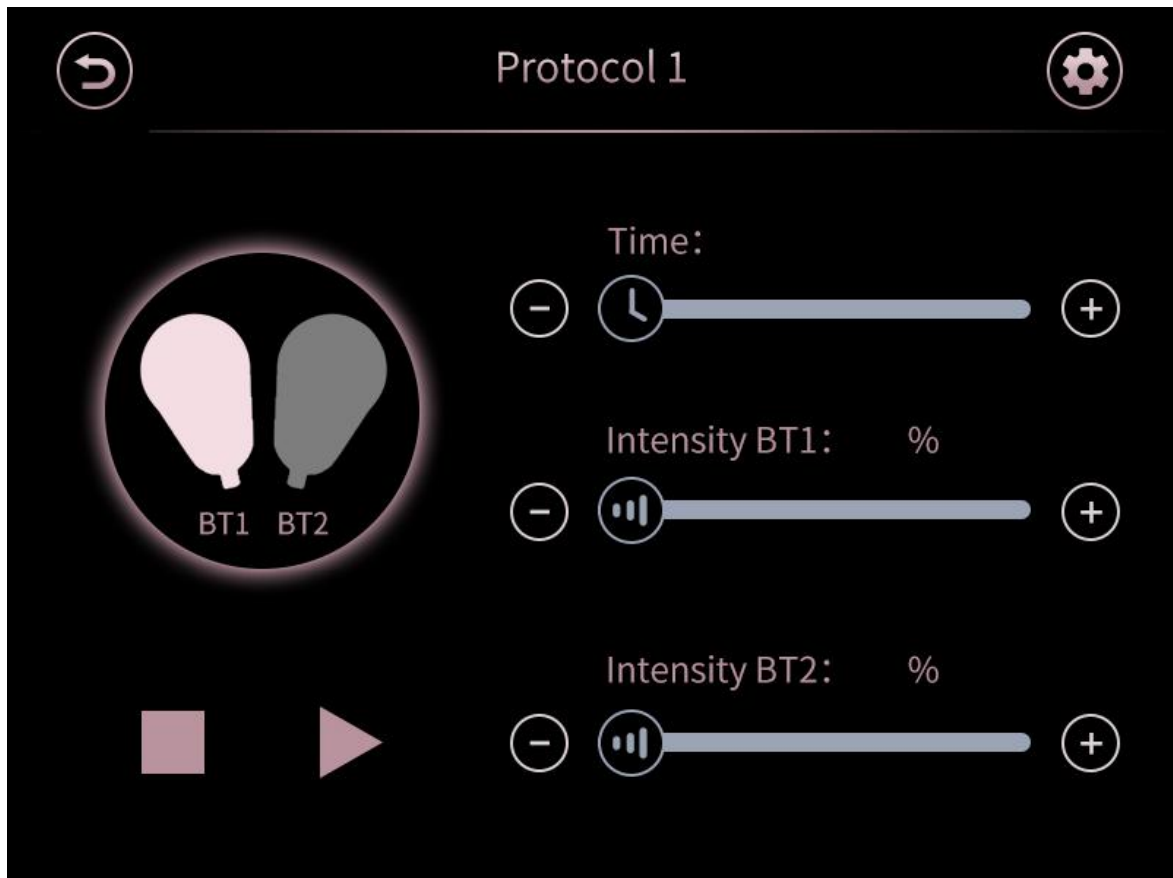 Protocol 1
Time:
Intensity BT1: %
BT1 BT2
Intensity BT2: %